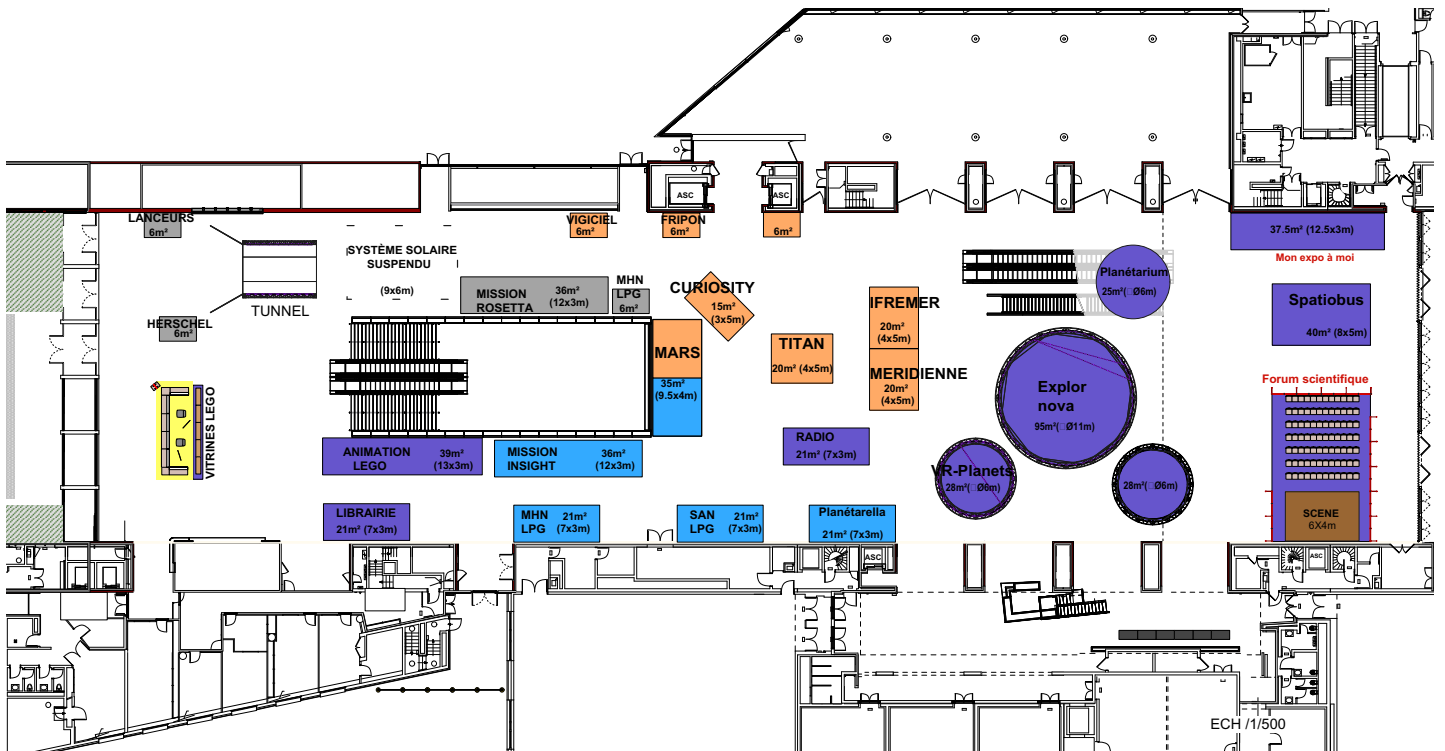 ASC
ASC
LANCEURS
6m²
VIGICIEL
6m²
FRIPON
6m²
6m²
37.5m² (12.5x3m)
Mon expo à moi
SYSTÈME SOLAIRE
SUSPENDU
(9x6m)
TUNNEL
HERSCHEL
6m²
MISSION
ROSETTA
36m²
(12x3m)
MHN
LPG
6m²
CURIOSITY
15m²
(3x5m)
IFREMER
20m²
(4x5m)
Planétarium
25m²(□Ø6m)
Spatiobus
40m² (8x5m)
MARS
35m²
(9.5x4m)
TITAN
20m² (4x5m)
MERIDIENNE
20m²
(4x5m)
Explor
nova
95m²(□Ø11m)
Forum scientifique
VITRINES LEGO
ANIMATION
LEGO
39m²
(13x3m)
MISSION
INSIGHT
36m²
(12x3m)
RADIO
21m² (7x3m)
VR-Planets
28m²(□Ø6m)
28m²(□Ø6m)
SCENE
6X4m
LIBRAIRIE
21m² (7x3m)
MHN
LPG
21m²
(7x3m)
SAN
LPG
21m²
(7x3m)
Planétarella
21m² (7x3m)
ASC
ASC
ECH /1/500